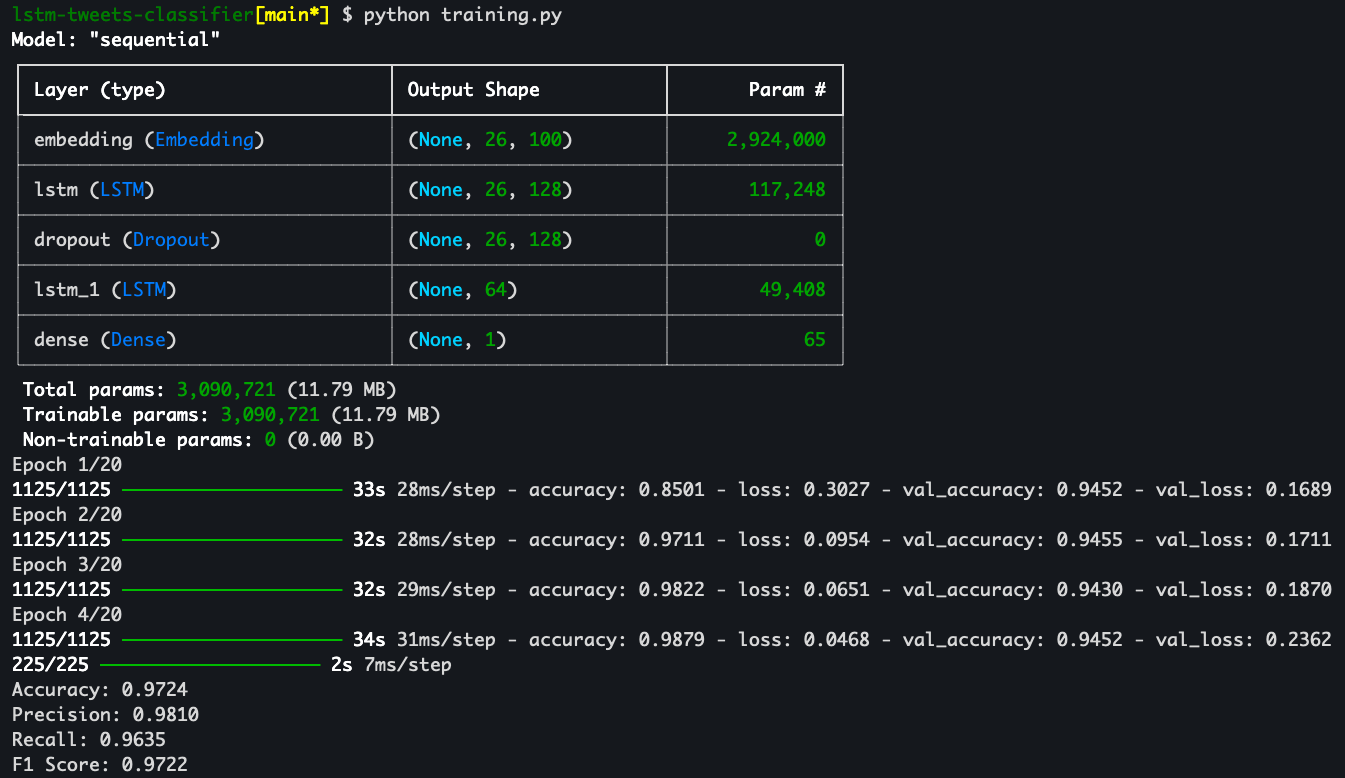 lstm-tweets-classifier[main*] $ python training.py
Model: "sequential"
Layer (type) Output Shape Param #
embedding (Embedding) (None, 26, 100) 2,924,000
lstm (LSTM) (None, 26, 128) 117,248
dropout (Dropout) (None, 26, 128) 0
lstm_1 (LSTM) (None, 64) 49,408
dense (Dense) (None, 1) 65
Total params: 3,090,721 (11.79 MB)
Trainable params: 3,090,721 (11.79 MB)
Non-trainable params: 0 (0.00 B)
Epoch 1/20
1125/1125 33s 28ms/step - accuracy: 0.8501 - loss: 0.3027 - val_accuracy: 0.9452 - val_loss: 0.1689
Epoch 2/20
1125/1125 32s 28ms/step - accuracy: 0.9711 - loss: 0.0954 - val_accuracy: 0.9455 - val_loss: 0.1711
Epoch 3/20
1125/1125 32s 29ms/step - accuracy: 0.9822 - loss: 0.0651 - val_accuracy: 0.9430 - val_loss: 0.1870
Epoch 4/20
1125/1125 34s 31ms/step - accuracy: 0.9879 - loss: 0.0468 - val_accuracy: 0.9452 - val_loss: 0.2362
225/225 2s 7ms/step
Accuracy: 0.9724
Precision: 0.9810
Recall: 0.9635
F1 Score: 0.9722